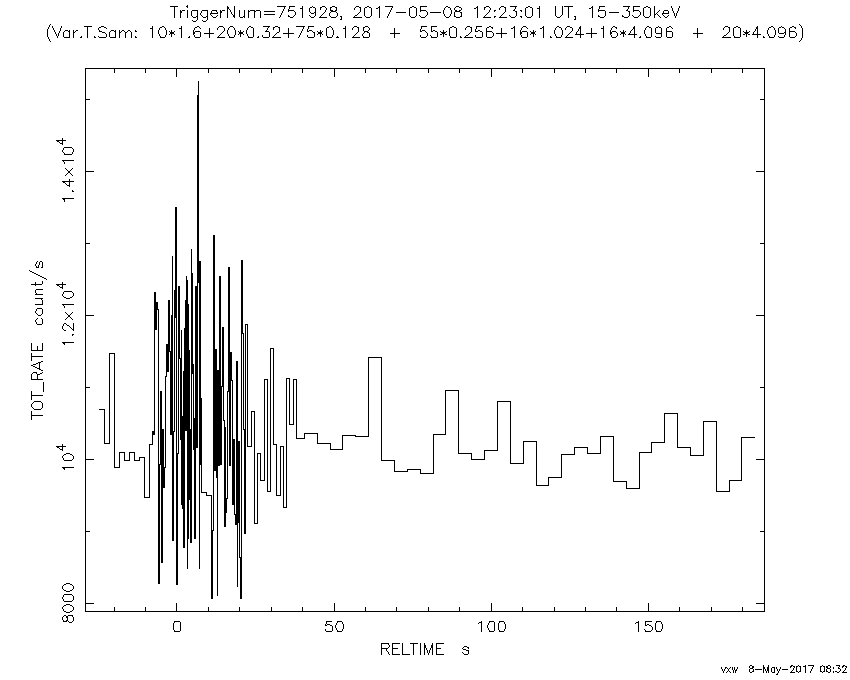 TriggerNum=751928, 2017-05-08 12:23:01 UT, 15-350keV
(Var.T.Sam: 10*1.6+20*0.32+75*0.128 + 55*0.256+16*1.024+16*4.096 + 20*4.096)
TOT_RATE count/s
1.4×10⁴
1.2×10⁴
10⁴
8000
0 50 100 150
RELTIME s
vxw 8-May-2017 08:32